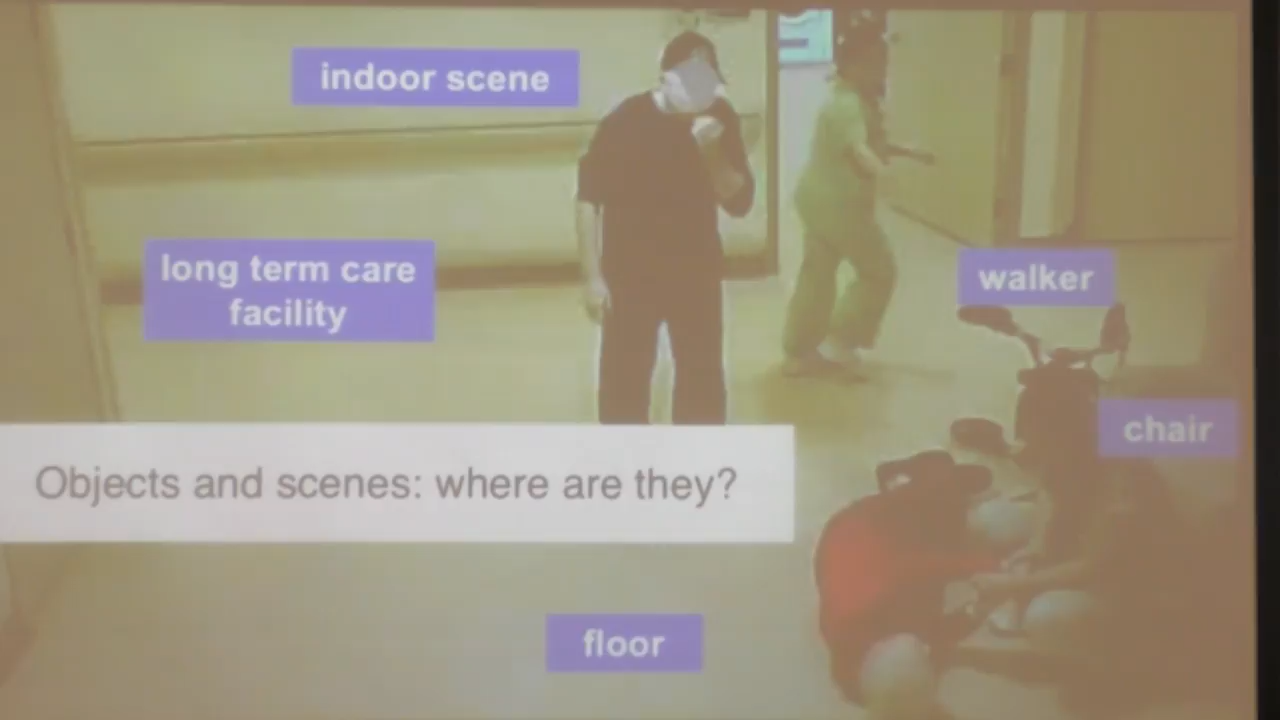 indoor scene
long term care
facility
walker
chair
Objects and scenes: where are they?
floor